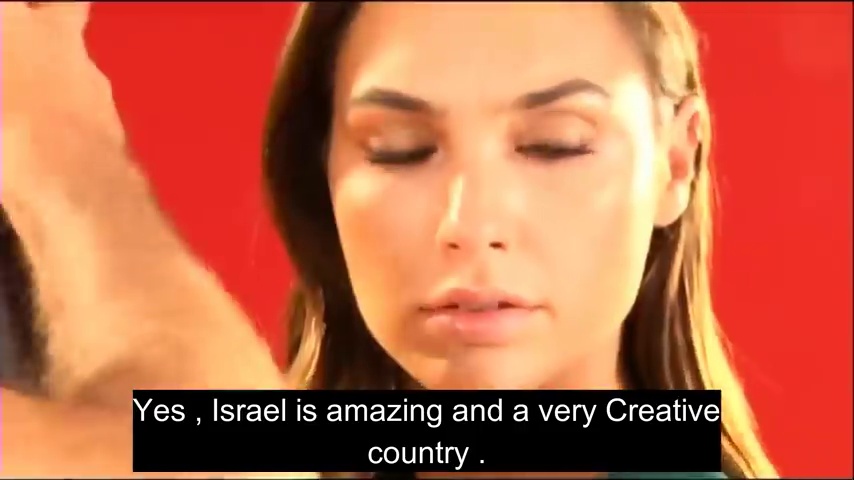 Yes , Israel is amazing and a very Creative
country .